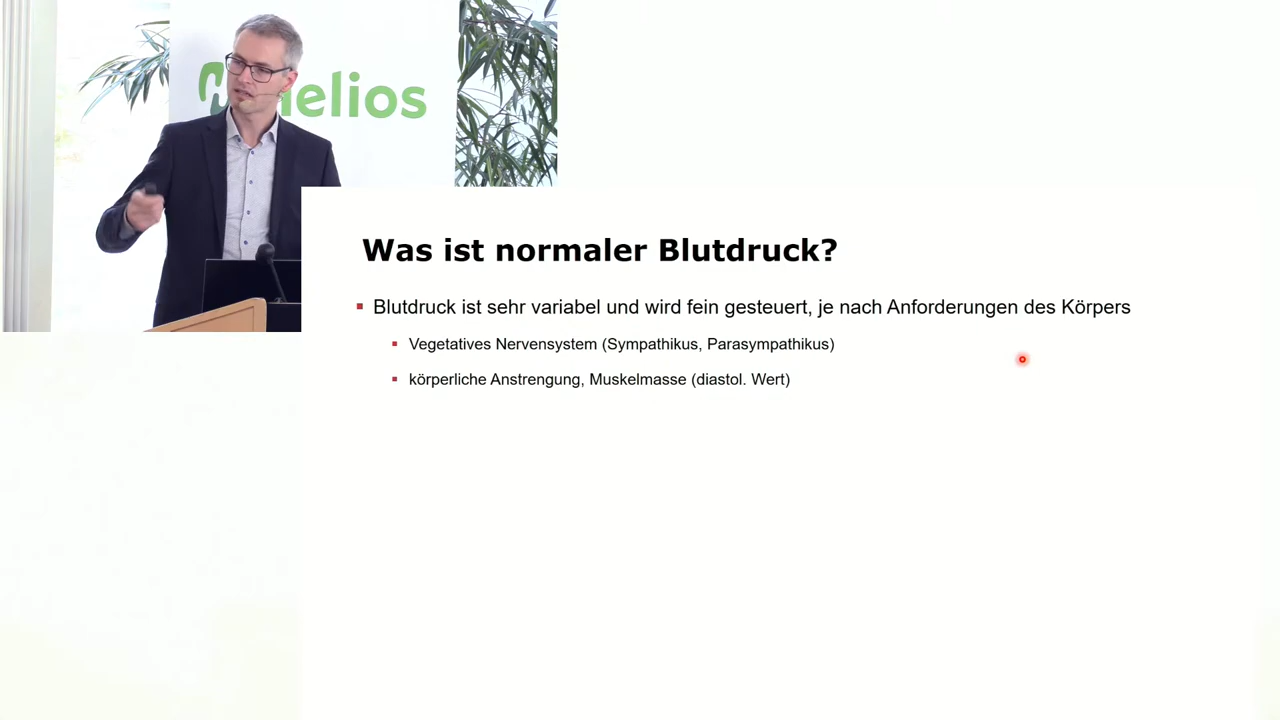 helios
Was ist normaler Blutdruck?
Blutdruck ist sehr variabel und wird fein gesteuert, je nach Anforderungen des Körpers
Vegetatives Nervensystem (Sympathikus, Parasympathikus)
körperliche Anstrengung, Muskelmasse (diastol. Wert)